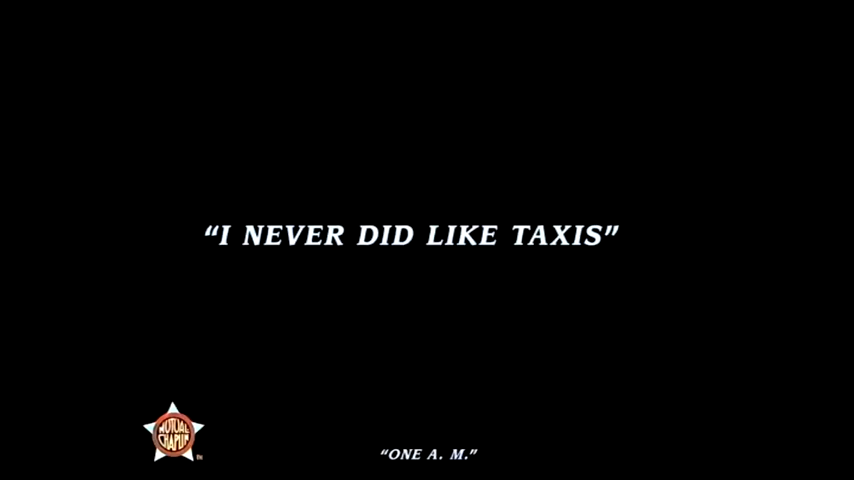 “I NEVER DID LIKE TAXIS”
MUTUAL
CHAPLIN
“ONE A. M.”